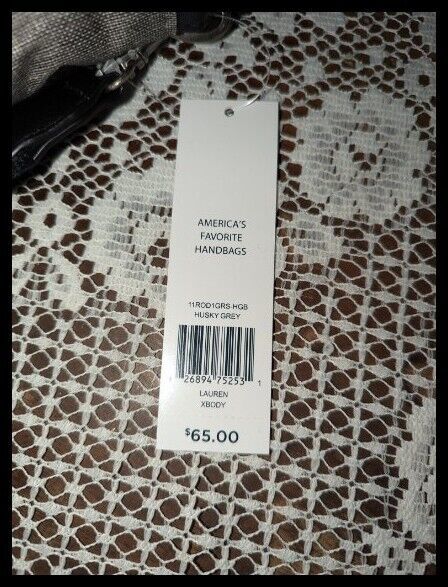 AMERICA'S
FAVORITE
HANDBAGS
11ROD1GRS-HGB
HUSKY GREY
26894 75253 1
LAUREN
XBODY
$65.00